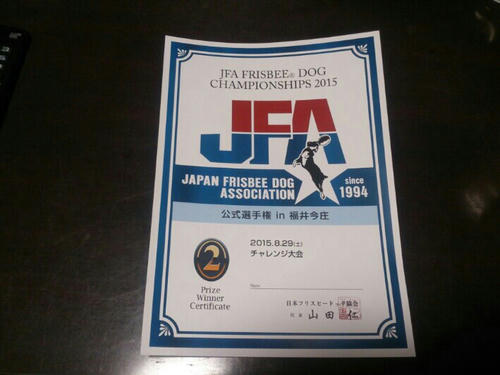 JFA FRISBEE® DOG
CHAMPIONSHIPS 2015
JFA
JAPAN FRISBEE DOG
ASSOCIATION
since
1994
公式選手権 in 福井今庄
2
Prize
Winner
Certificate
2015.8.29(土)
チャレンジ大会
Name
日本フリスビードッグ協会
代表 山田 仁